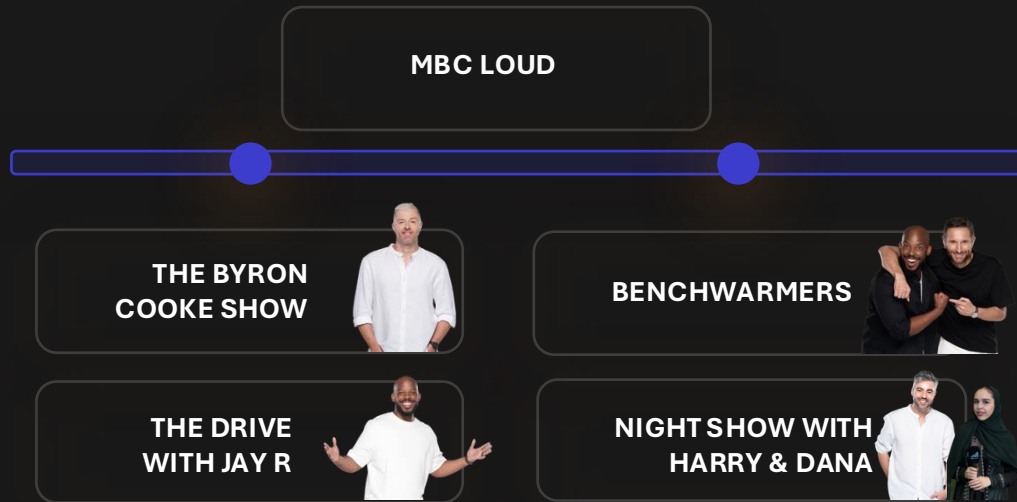 MBC LOUD
THE BYRON
COOKE SHOW
BENCHWARMERS
THE DRIVE
WITH JAY R
NIGHT SHOW WITH
HARRY & DANA